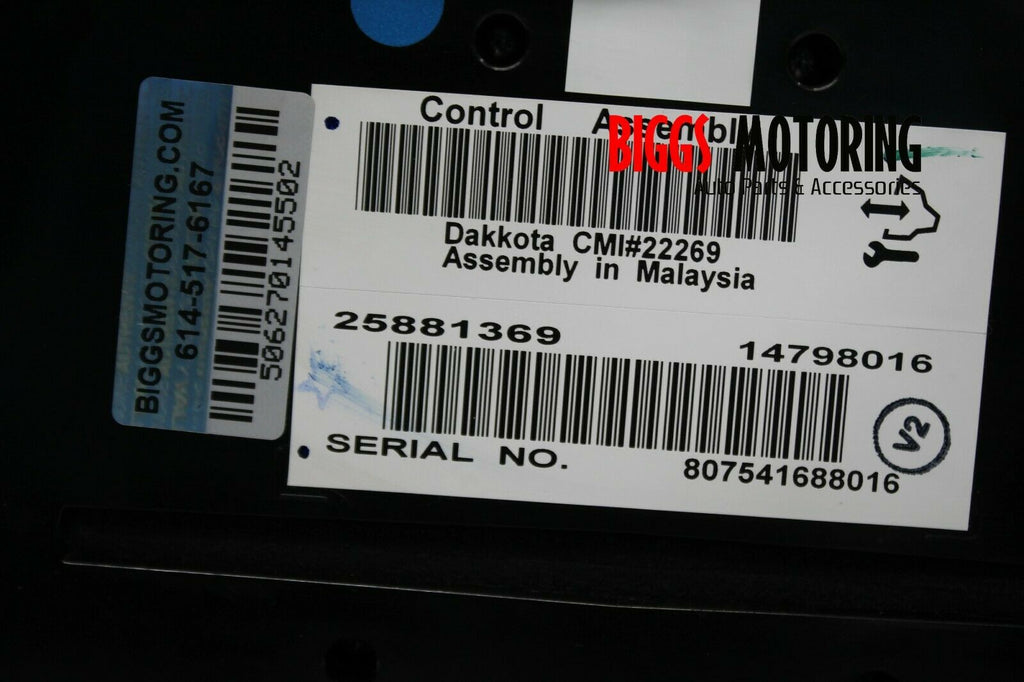 BIGGSMOTORING.COM
614-517-6167
506270145502
Control Assembly
BIGGS MOTORING
Auto Parts & Accessories
Dakkota CMI#22269
Assembly in Malaysia
25881369
14798016
SERIAL NO.
807541688016
V2